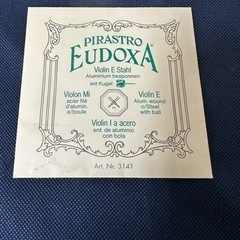 PIRASTRO
EUDOXA
Violin E Stahl
Aluminium besponnen
mit Kugel
Violon Mi
acier filé
d'alumin.
a/boule
Violin E
Alum. wound
o/Steel
with ball
Violin I a acero
ent. de aluminio
con bola
Art. Nr. 3141